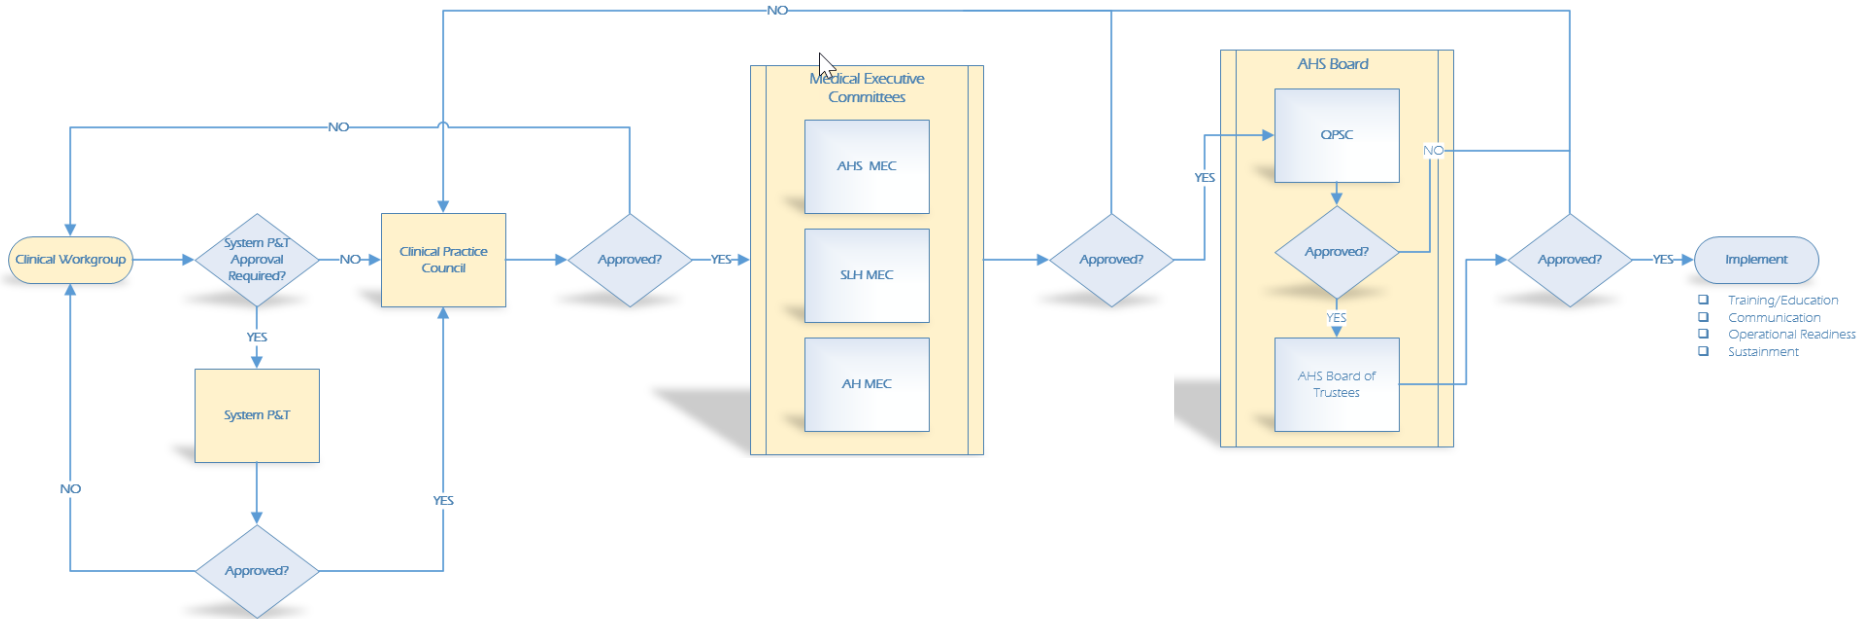 NO
AHS Board
Medical Executive
Committees
NO
QPSC
NO
AHS  MEC
YES
System P&T
Approval
Required?
Clinical Workgroup
NO
Clinical Practice
Council
Approved?
YES
SLH MEC
Approved?
Approved?
Approved?
YES
Implement
Training/Education
Communication
Operational Readiness
Sustainment
YES
YES
AH MEC
AHS Board of
Trustees
System P&T
NO
YES
Approved?